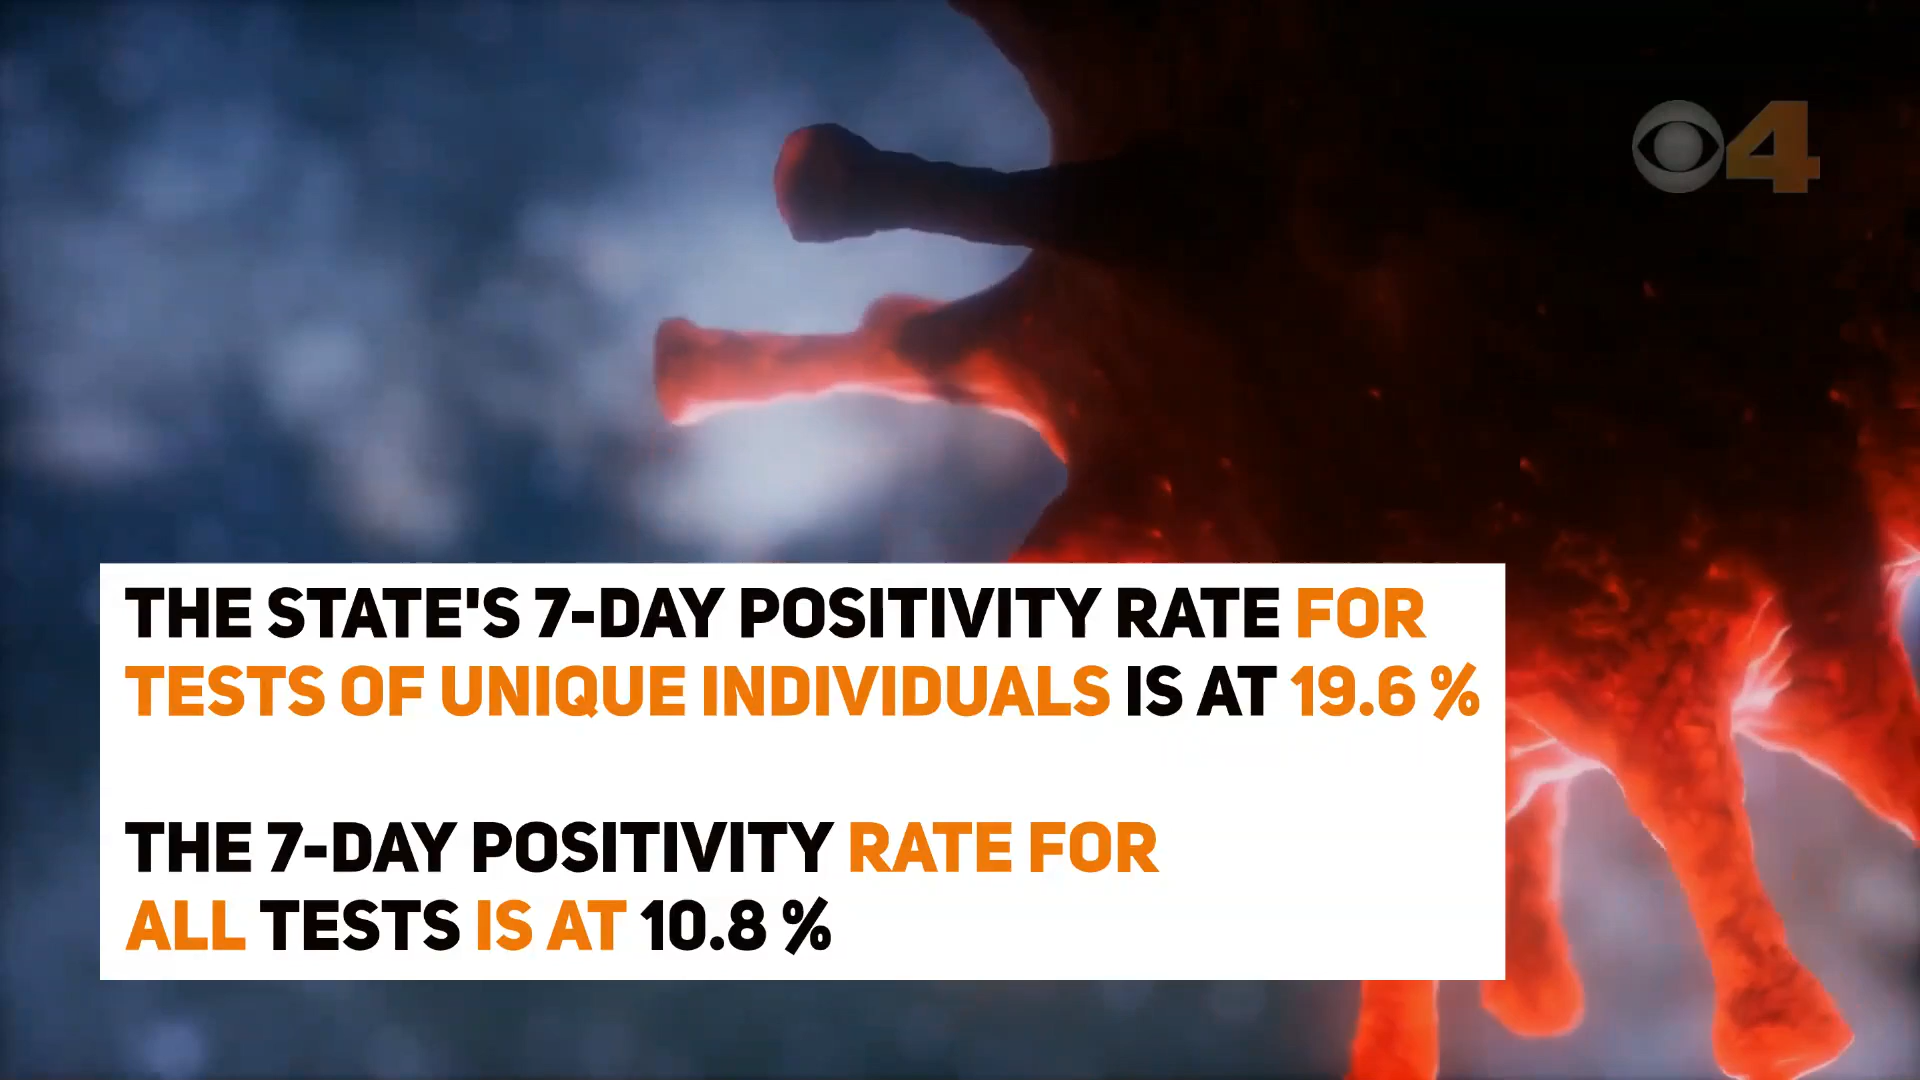 4
THE STATE'S 7-DAY POSITIVITY RATE FOR
TESTS OF UNIQUE INDIVIDUALS IS AT 19.6 %
THE 7-DAY POSITIVITY RATE FOR
ALL TESTS IS AT 10.8 %